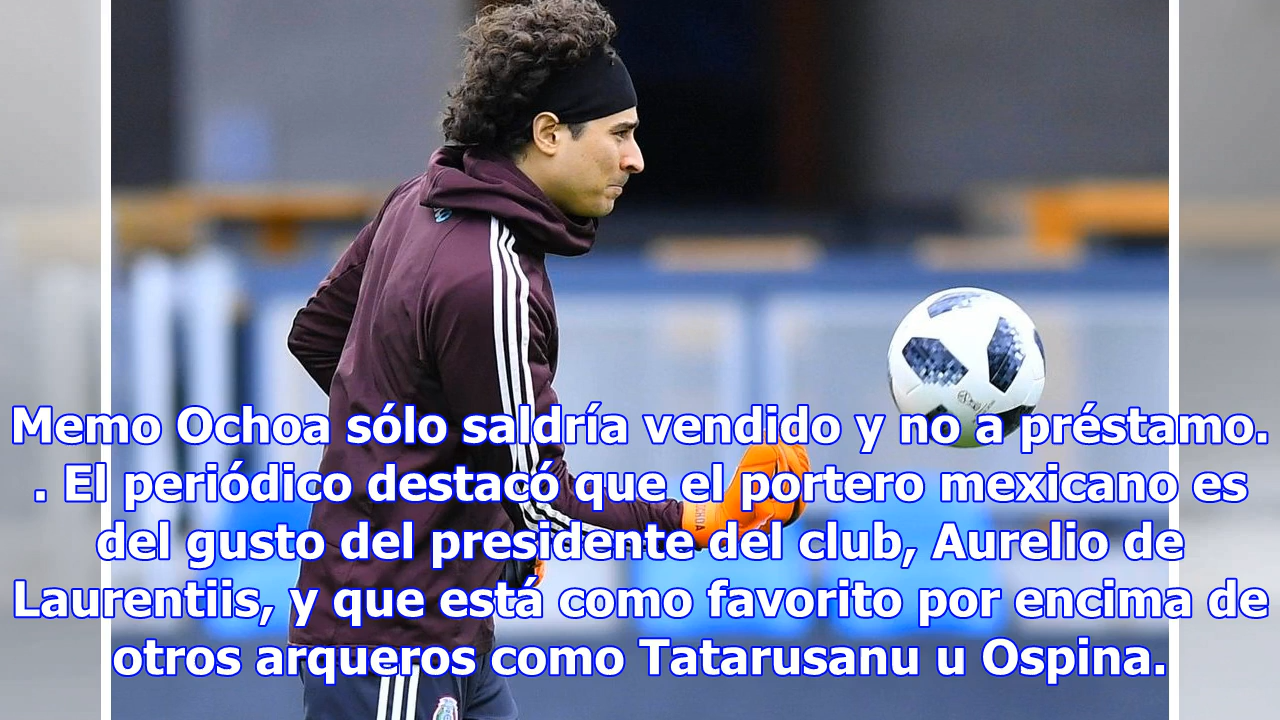 OCHOA
Memo Ochoa sólo saldría vendido y no a préstamo.
. El periódico destacó que el portero mexicano es
del gusto del presidente del club, Aurelio de
Laurentiis, y que está como favorito por encima de
otros arqueros como Tatarusanu u Ospina.